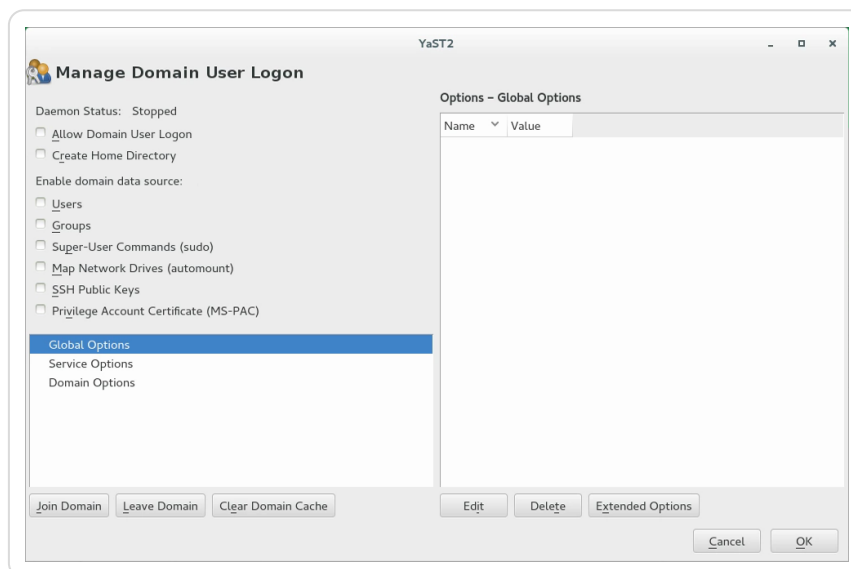 YaST2
Manage Domain User Logon
Daemon Status: Stopped
Allow Domain User Logon
Create Home Directory
Enable domain data source:
Users
Groups
Super-User Commands (sudo)
Map Network Drives (automount)
SSH Public Keys
Privilege Account Certificate (MS-PAC)
Global Options
Service Options
Domain Options
Join Domain Leave Domain Clear Domain Cache
Options – Global Options
Name Value
Edit Delete Extended Options
Cancel OK